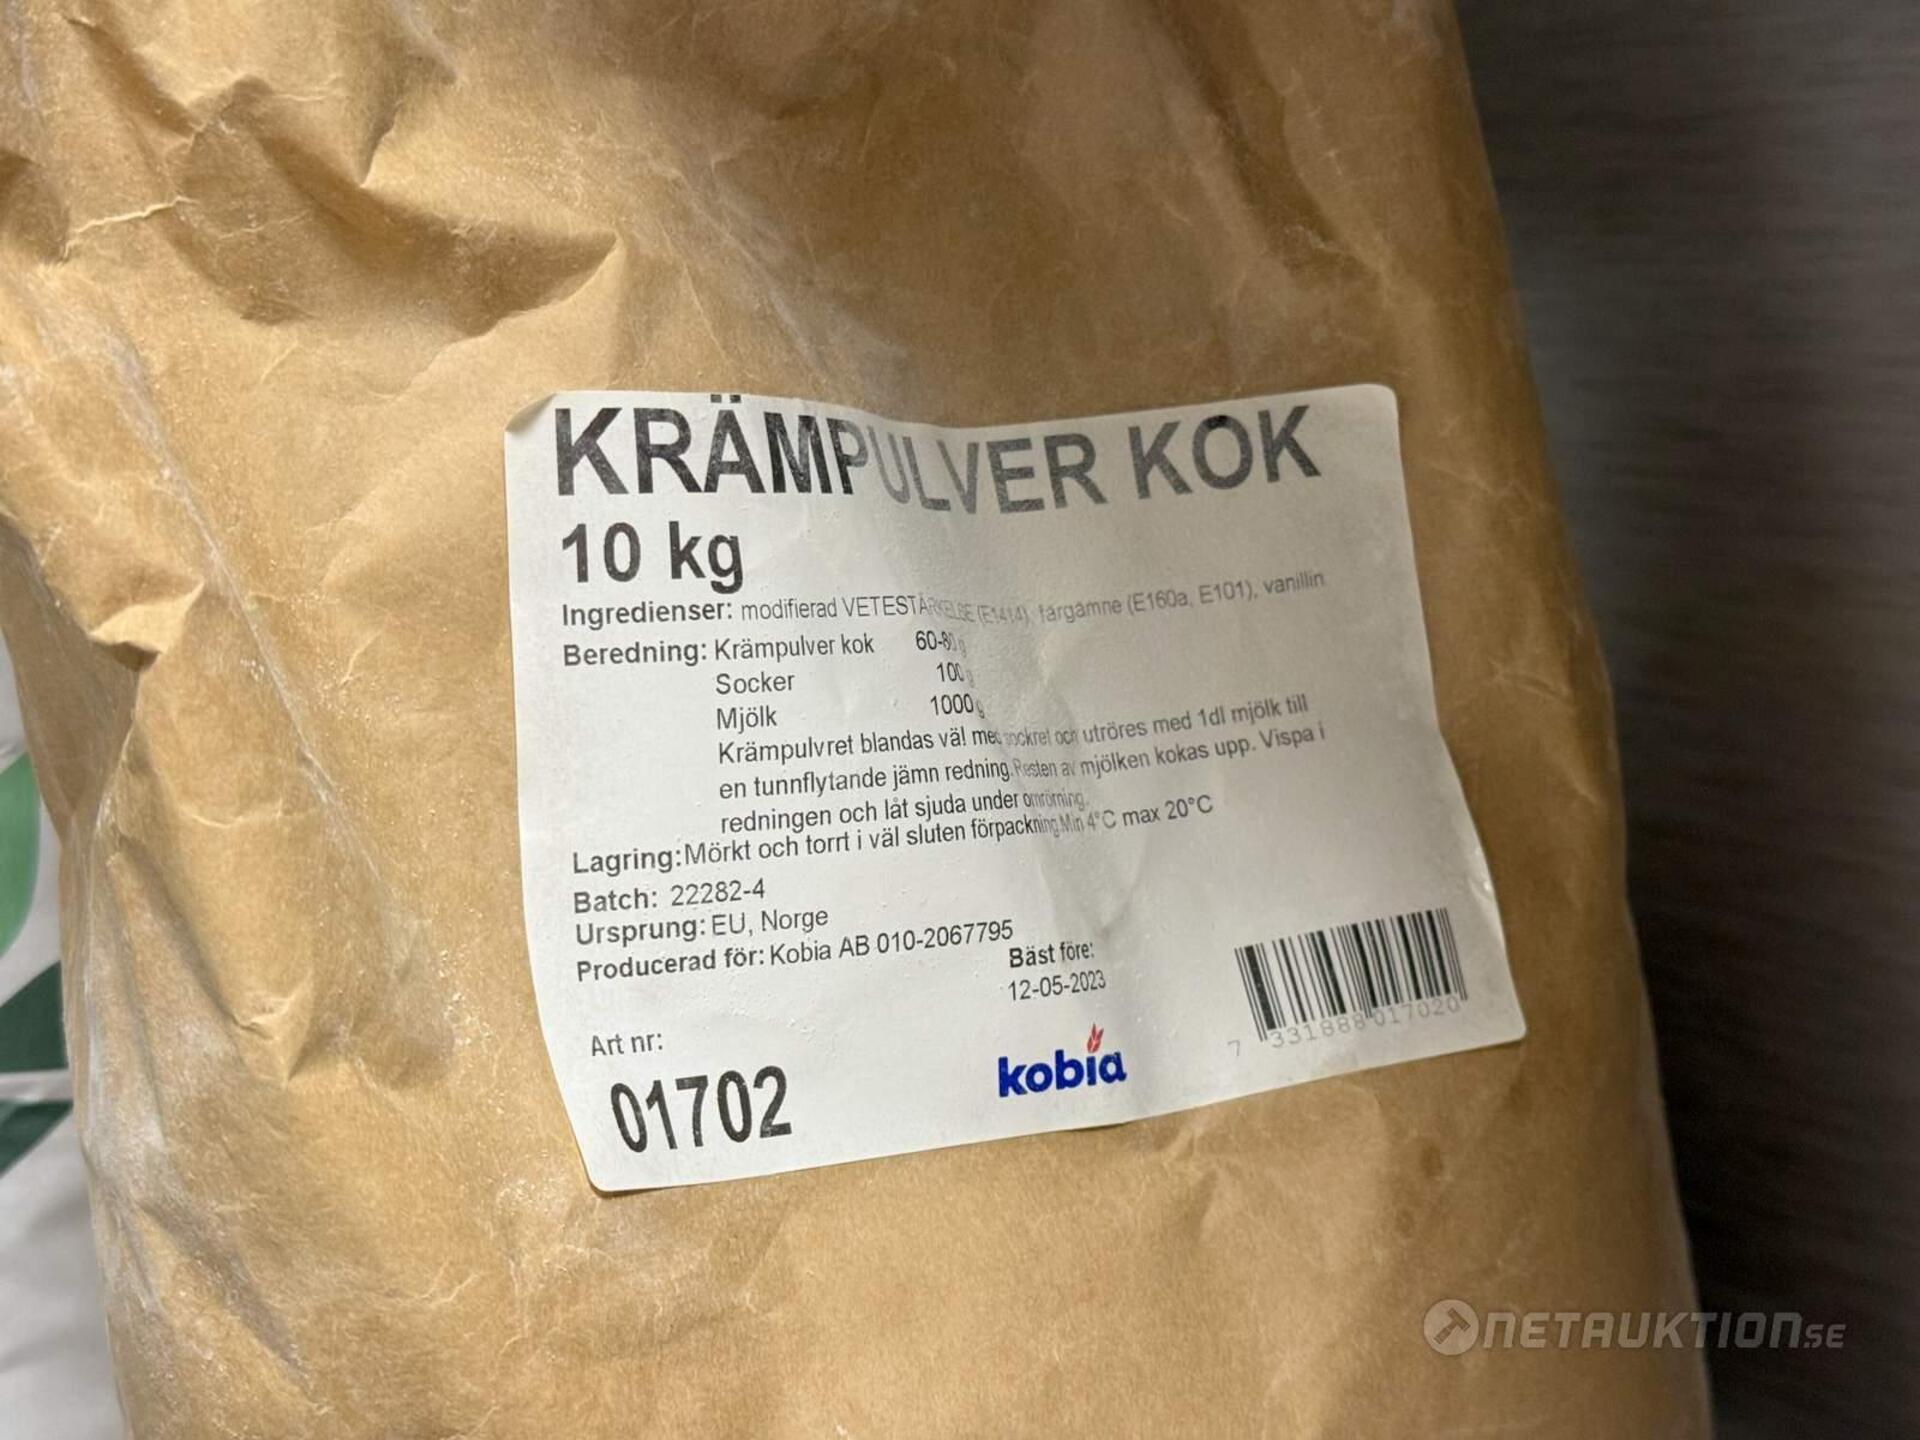 KRÄMPULVER KOK
10 kg
Ingredienser: modifierad VETESTÄRKELSE (E1414), färgämne (E160a, E101), vanillin
Beredning: Krämpulver kok 60-80 g
Socker 100 g
Mjölk 1000 g
Krämpulvret blandas väl med sockret och utröres med 1dl mjölk till
en tunnflytande jämn redning. Resten av mjölken kokas upp. Vispa i
redningen och låt sjuda under omrörning.
Lagring: Mörkt och torrt i väl sluten förpackning. Min 4°C max 20°C
Batch: 22282-4
Ursprung: EU, Norge
Producerad för: Kobia AB 010-2067795
Bäst före:
12-05-2023
Art nr:
01702
kobia
7 331888 017020
NETAUKTION.SE